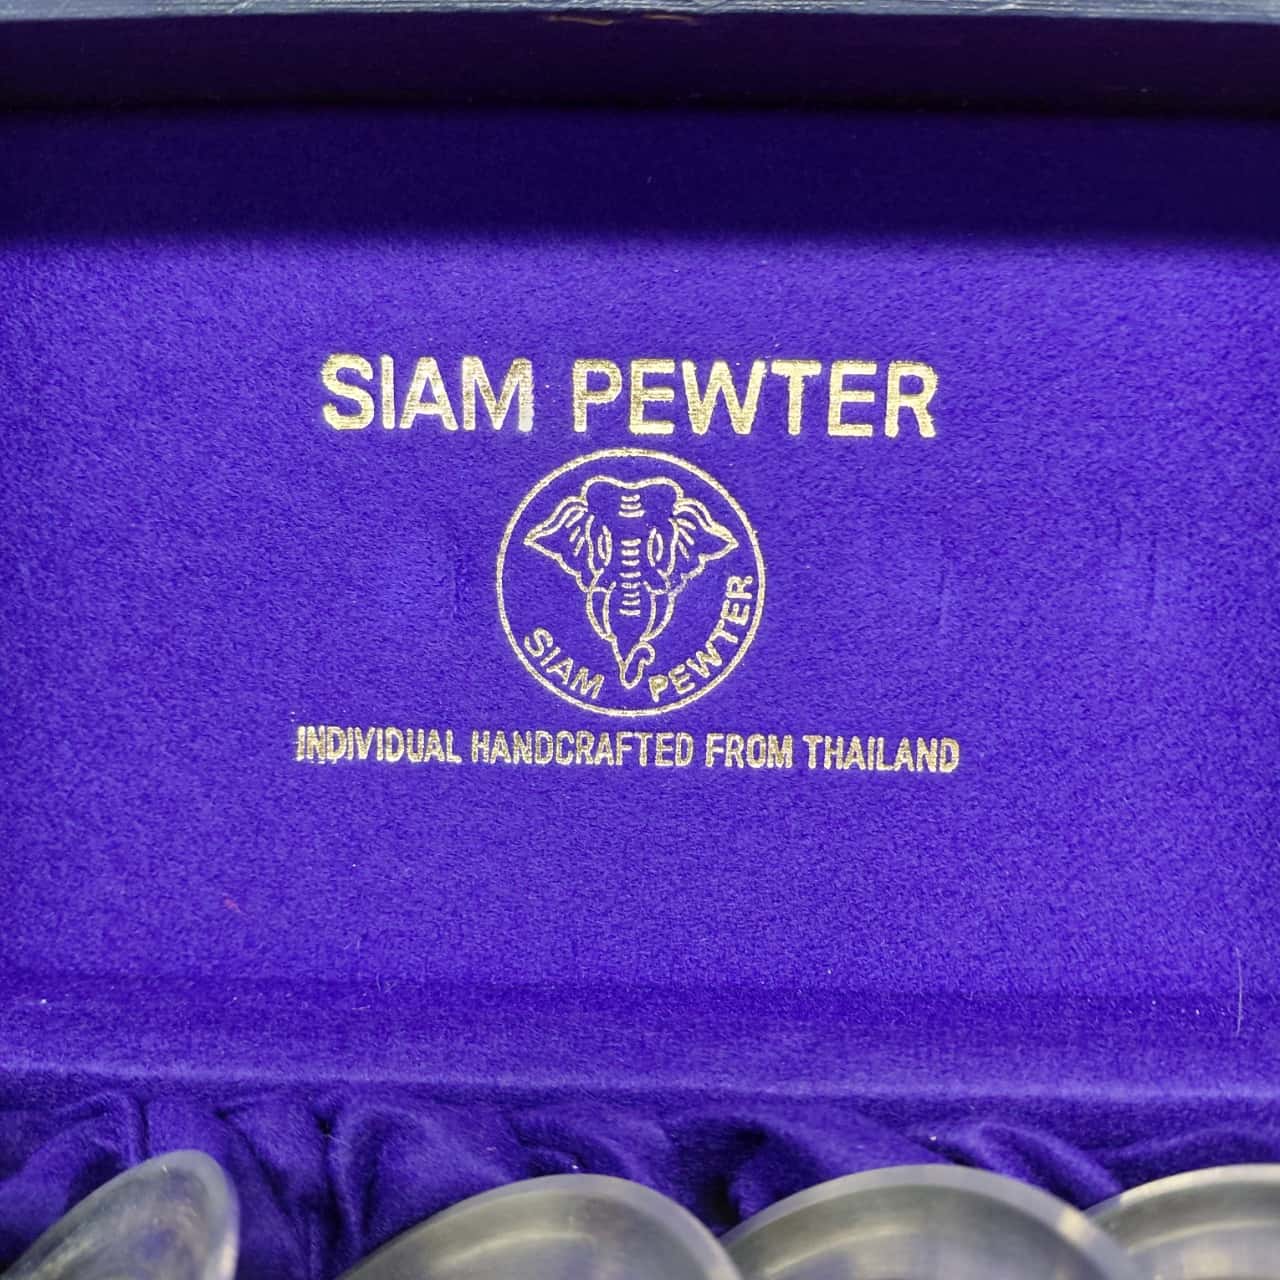 SIAM PEWTER
SIAM PEWTER
INDIVIDUAL HANDCRAFTED FROM THAILAND